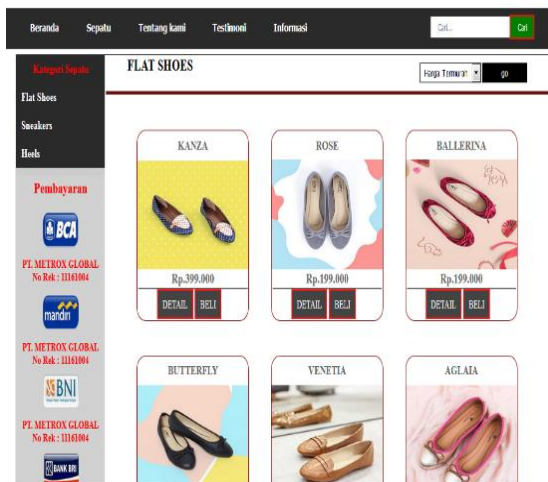 Beranda Sepatu Tentang kami Testimoni Informasi Cari... Cari
Kategori Sepatu
Flat Shoes
Sneakers
Heels
Pembayaran
BCA
PT. METROX GLOBAL
No Rek : 11161004
mandiri
PT. METROX GLOBAL
No Rek : 11161004
BNI
PT. METROX GLOBAL
No Rek : 11161004
BANK BRI
FLAT SHOES
Harga Termurah go
KANZA ROSE BALLERINA
Rp.399.000 Rp.199.000 Rp.199.000
DETAIL BELI DETAIL BELI DETAIL BELI
BUTTERFLY VENETIA AGLAIA